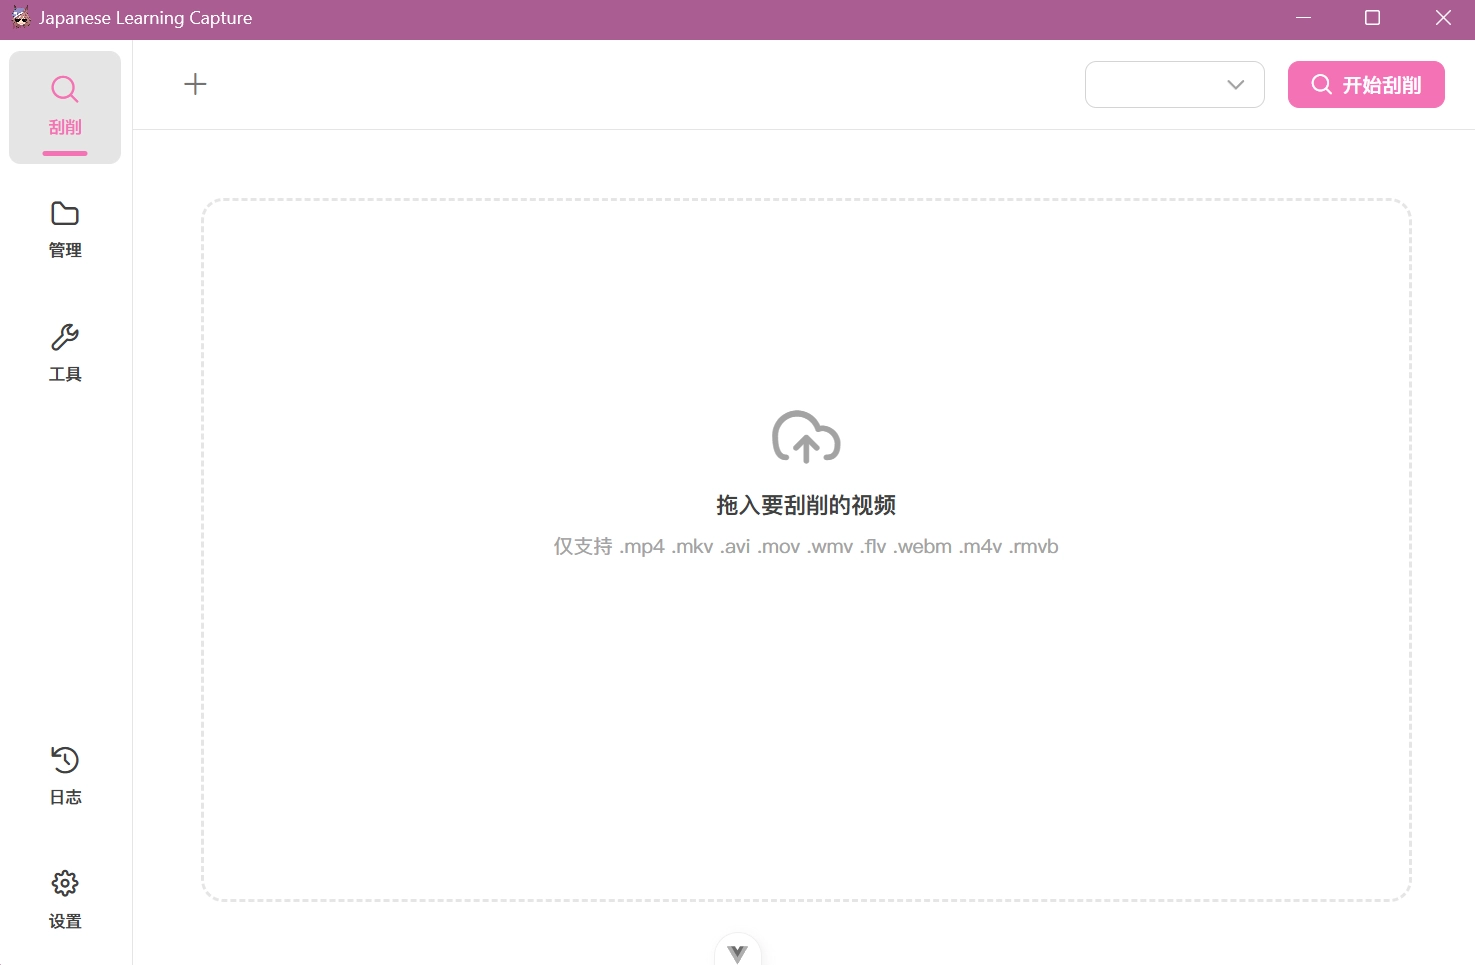 Japanese Learning Capture
刮削
开始刮削
管理
工具
拖入要刮削的视频
仅支持 .mp4 .mkv .avi .mov .wmv .flv .webm .m4v .rmvb
日志
设置